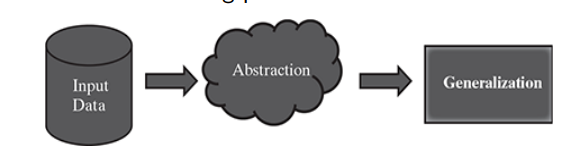 Input
Data
Abstraction
Generalization